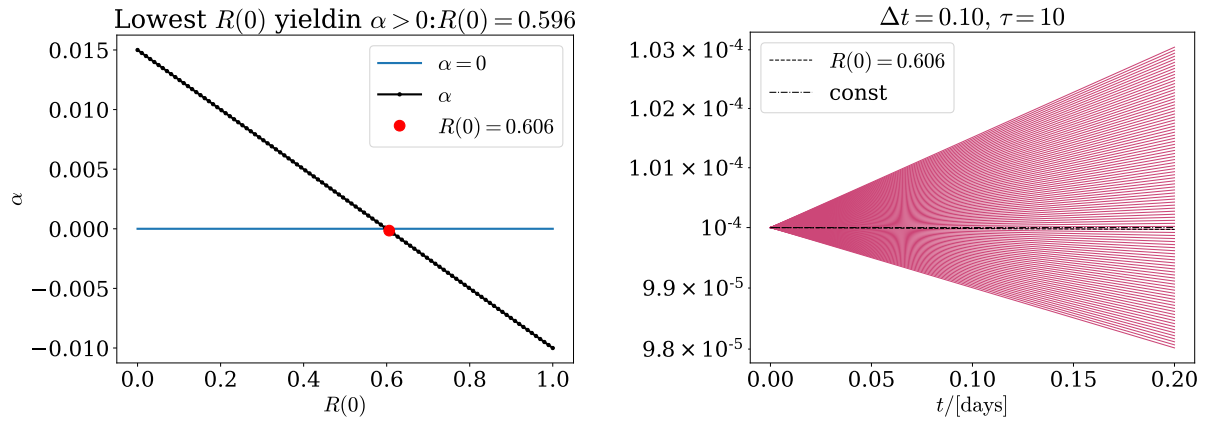 Lowest R(0) yieldin α > 0:R(0) = 0.596
0.015
0.010
0.005
0.000
−0.005
−0.010
α
α = 0
α
R(0) = 0.606
0.0 0.2 0.4 0.6 0.8 1.0
R(0)
Δt = 0.10, τ = 10
1.03 × 10⁻⁴
1.02 × 10⁻⁴
1.01 × 10⁻⁴
10⁻⁴
9.9 × 10⁻⁵
9.8 × 10⁻⁵
R(0) = 0.606
const
0.00 0.05 0.10 0.15 0.20
t/[days]